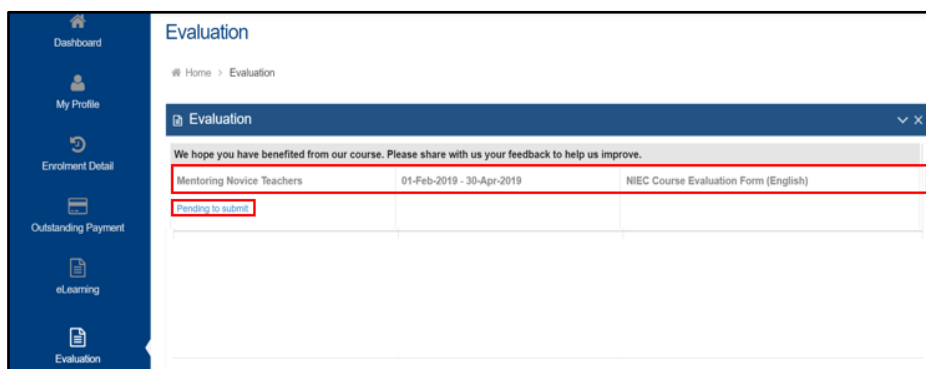 Dashboard
My Profile
Enrolment Detail
Outstanding Payment
eLearning
Evaluation
Evaluation
Home > Evaluation
Evaluation
We hope you have benefited from our course. Please share with us your feedback to help us improve.
Mentoring Novice Teachers 01-Feb-2019 - 30-Apr-2019 NIEC Course Evaluation Form (English)
Pending to submit